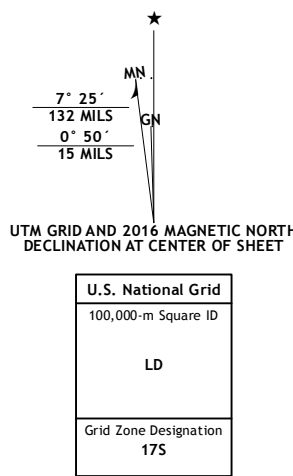 MN
7° 25´
132 MILS
GN
0° 50´
15 MILS
UTM GRID AND 2016 MAGNETIC NORTH
DECLINATION AT CENTER OF SHEET
U.S. National Grid
100,000-m Square ID
LD
Grid Zone Designation
17S